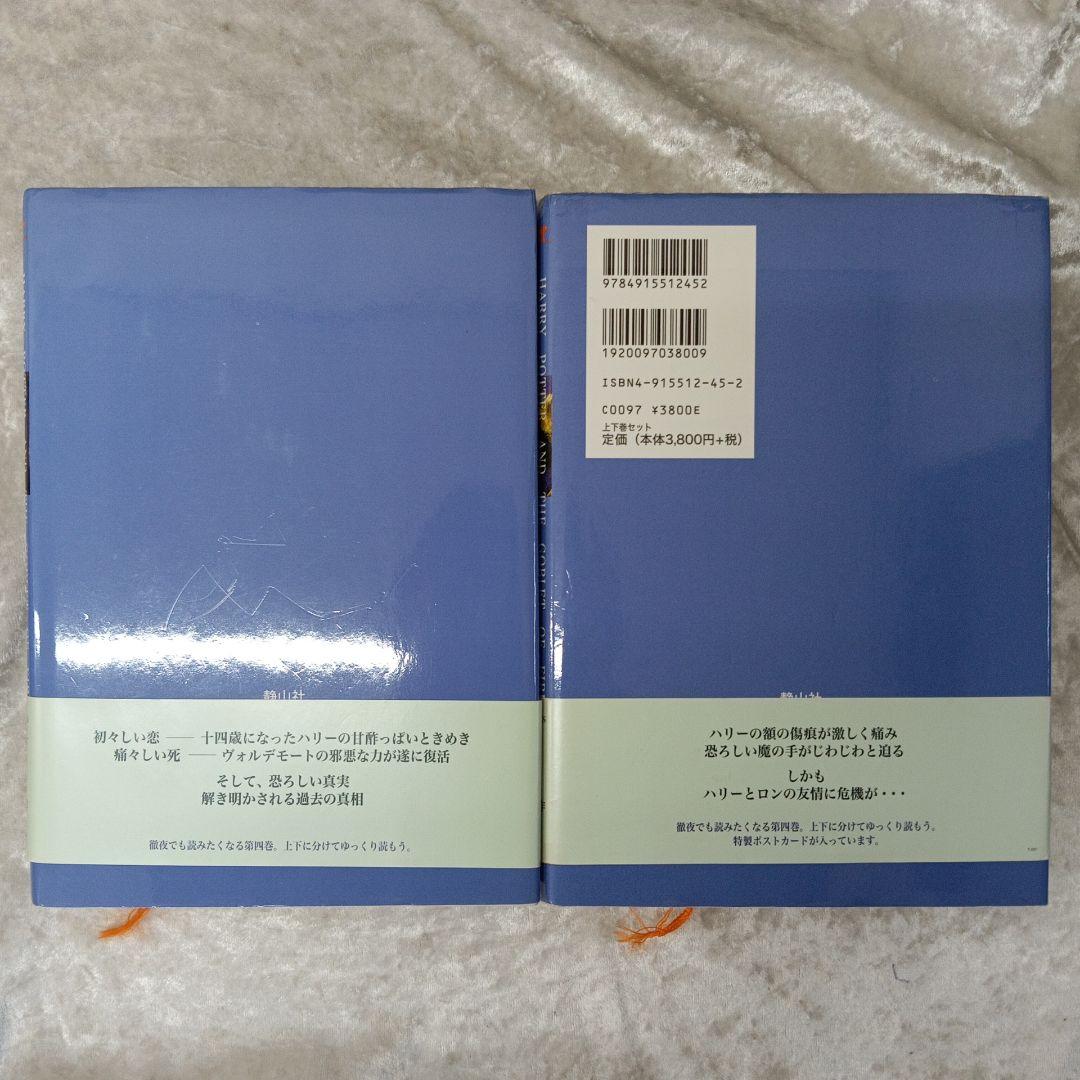 初々しい恋 ―― 十四歳になったハリーの甘酢っぱいときめき
痛々しい死 ―― ヴォルデモートの邪悪な力が遂に復活
そして、恐ろしい真実
解き明かされる過去の真相
徹夜でも読みたくなる第四巻。上下に分けてゆっくり読もう。
HARRY POTTER AND THE GOBLET OF FIRE
9784915512452
1920097038009
ISBN4-915512-45-2
C0097 ¥3800E
上下巻セット
定価（本体3,800円+税）
静山社
静山社
ハリーの額の傷痕が激しく痛み
恐ろしい魔の手がじわじわと迫る
しかも
ハリーとロンの友情に危機が・・・
徹夜でも読みたくなる第四巻。上下に分けてゆっくり読もう。
特製ポストカードが入っています。